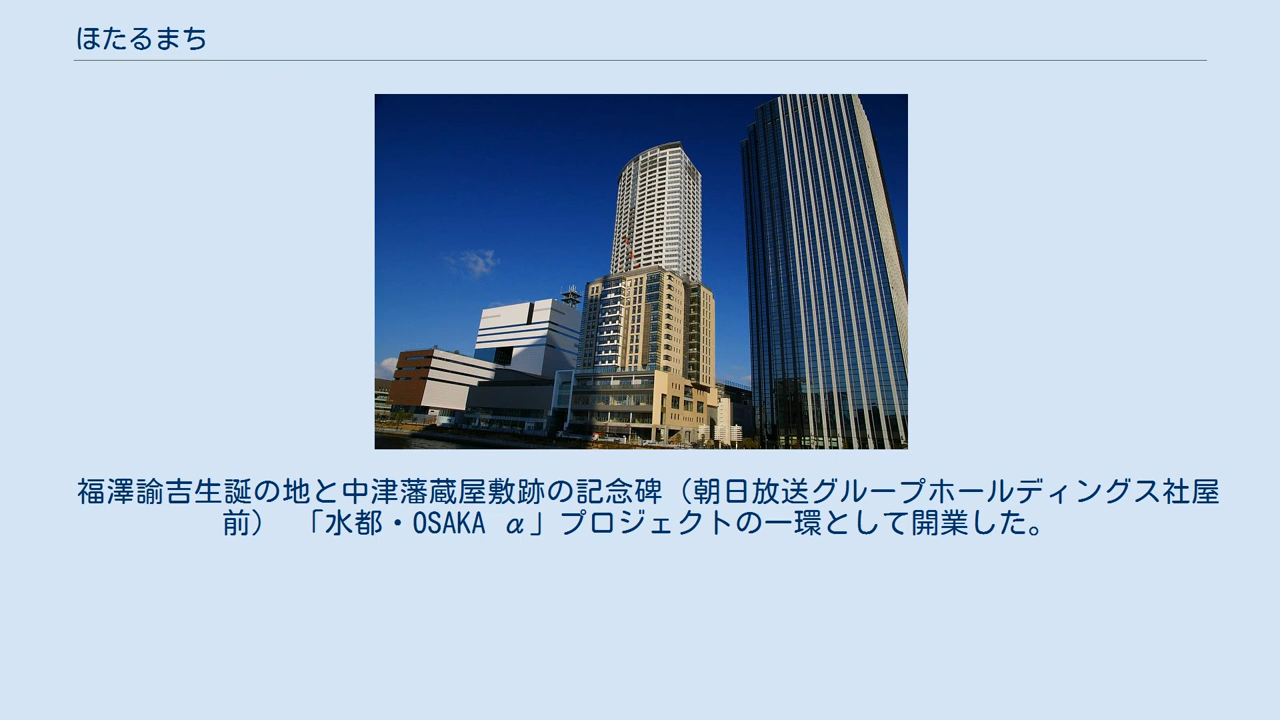 ほたるまち
福澤諭吉生誕の地と中津藩蔵屋敷跡の記念碑（朝日放送グループホールディングス社屋
前） 「水都・OSAKA α」プロジェクトの一環として開業した。